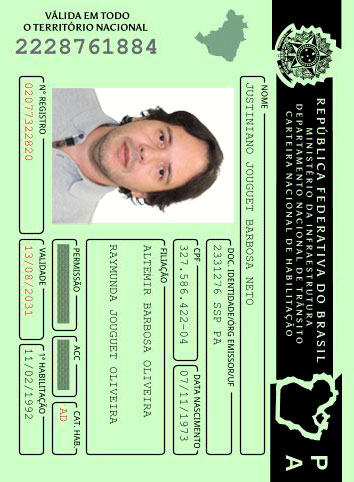 VÁLIDA EM TODO
O TERRITÓRIO NACIONAL
2228761884
REPÚBLICA FEDERATIVA DO BRASIL
MINISTÉRIO DA INFRAESTRUTURA
DEPARTAMENTO NACIONAL DE TRÂNSITO
CARTEIRA NACIONAL DE HABILITAÇÃO
P A
NOME
JUSTINIANO JOUGUET BARBOSA NETO
DOC. IDENTIDADE/ÓRG EMISSOR/UF
2331276 SSP PA
CPF
327.586.422-04
DATA NASCIMENTO
07/11/1973
FILIAÇÃO
ALTEMIR BARBOSA OLIVEIRA
RAYMUNDA JOUGUET OLIVEIRA
PERMISSÃO
ACC
CAT. HAB.
AD
Nº REGISTRO
02077322820
VALIDADE
13/08/2031
1ª HABILITAÇÃO
11/02/1992